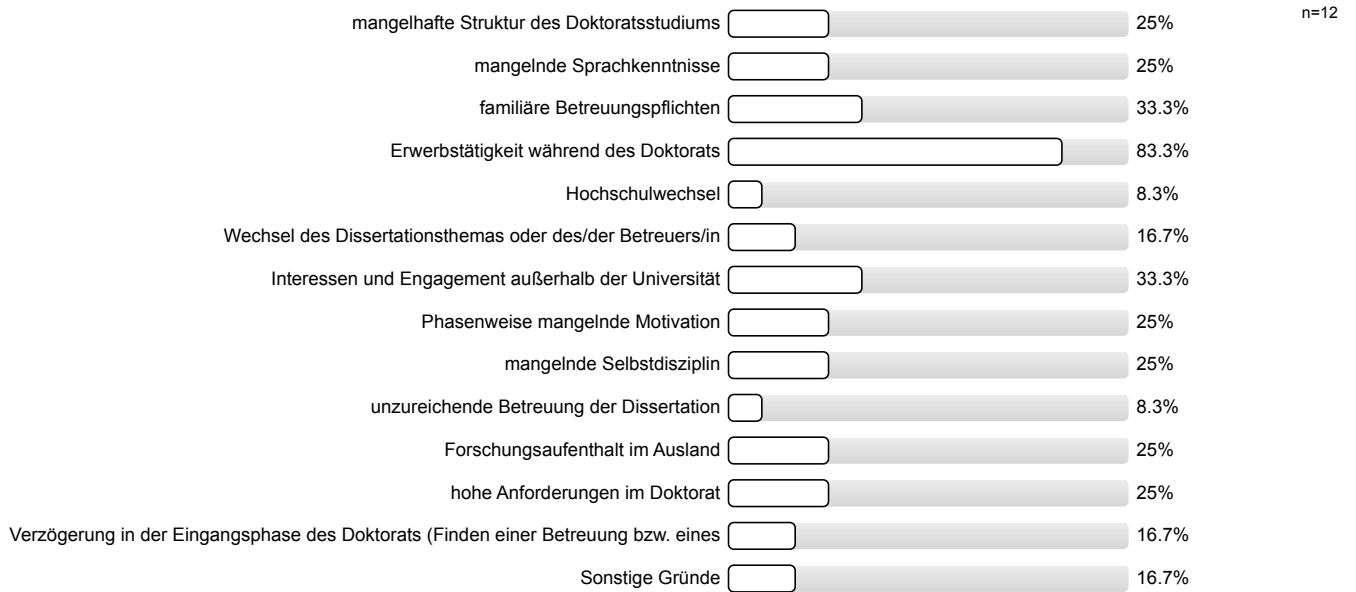 n=12
mangelhafte Struktur des Doktoratsstudiums 25%
mangelnde Sprachkenntnisse 25%
familiäre Betreuungspflichten 33.3%
Erwerbstätigkeit während des Doktorats 83.3%
Hochschulwechsel 8.3%
Wechsel des Dissertationsthemas oder des/der Betreuers/in 16.7%
Interessen und Engagement außerhalb der Universität 33.3%
Phasenweise mangelnde Motivation 25%
mangelnde Selbstdisziplin 25%
unzureichende Betreuung der Dissertation 8.3%
Forschungsaufenthalt im Ausland 25%
hohe Anforderungen im Doktorat 25%
Verzögerung in der Eingangsphase des Doktorats (Finden einer Betreuung bzw. eines 16.7%
Sonstige Gründe 16.7%